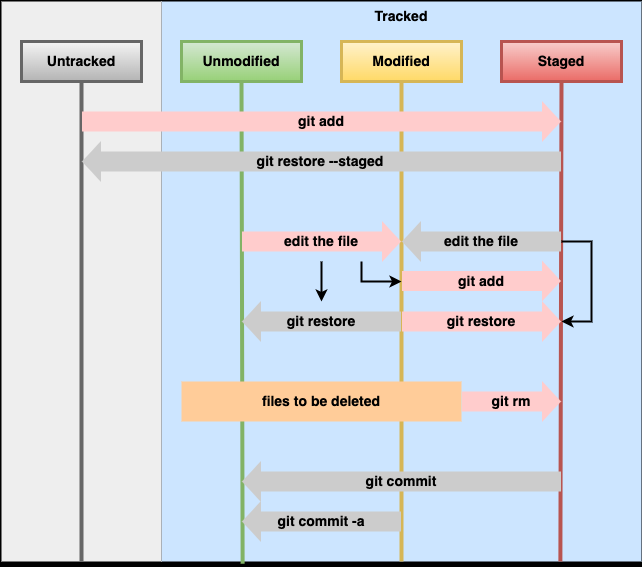 Tracked
Untracked
Unmodified
Modified
Staged
git add
git restore --staged
edit the file
edit the file
git add
git restore
git restore
files to be deleted
git rm
git commit
git commit -a